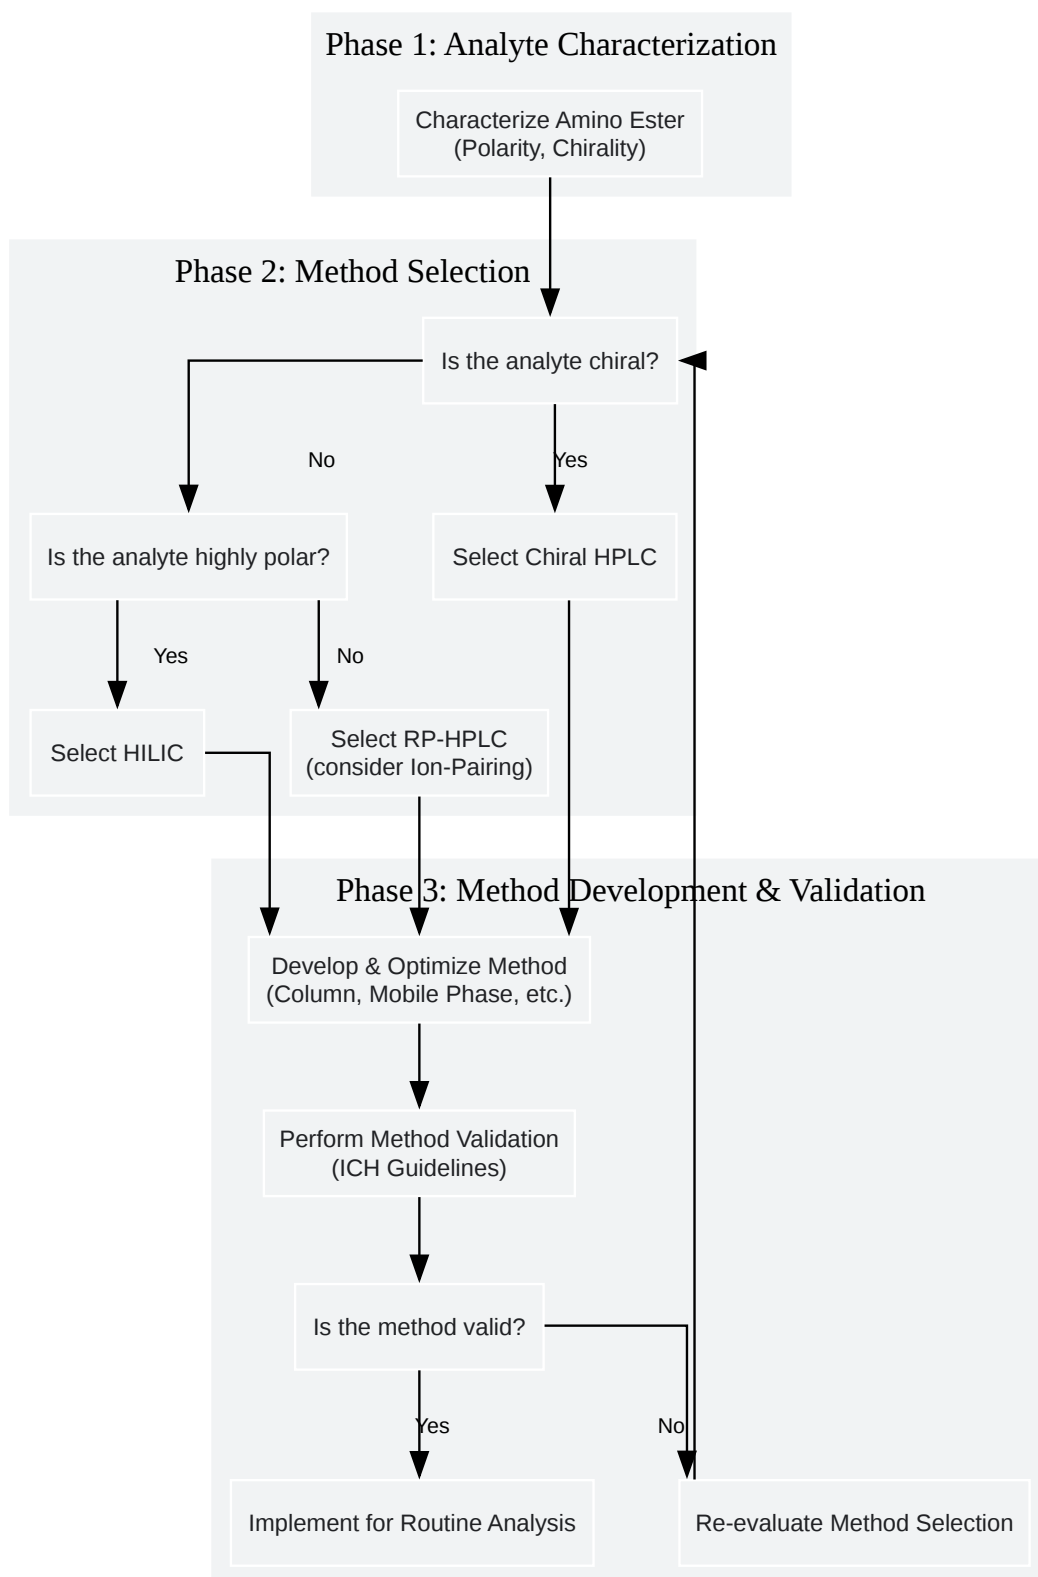 Phase 1: Analyte Characterization
Characterize Amino Ester
(Polarity, Chirality)
Phase 2: Method Selection
Is the analyte chiral?
No
Yes
Is the analyte highly polar?
Select Chiral HPLC
Yes
No
Select HILIC
Select RP-HPLC
(consider Ion-Pairing)
Phase 3: Method Development & Validation
Develop & Optimize Method
(Column, Mobile Phase, etc.)
Perform Method Validation
(ICH Guidelines)
Is the method valid?
Yes
No
Implement for Routine Analysis
Re-evaluate Method Selection